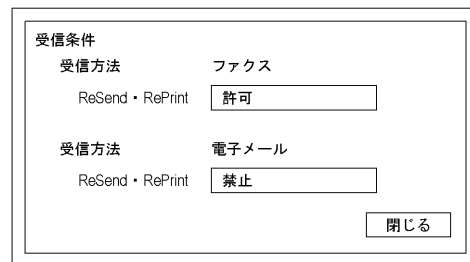 受信条件
受信方法 ファクス
ReSend・RePrint 許可
受信方法 電子メール
ReSend・RePrint 禁止
閉じる